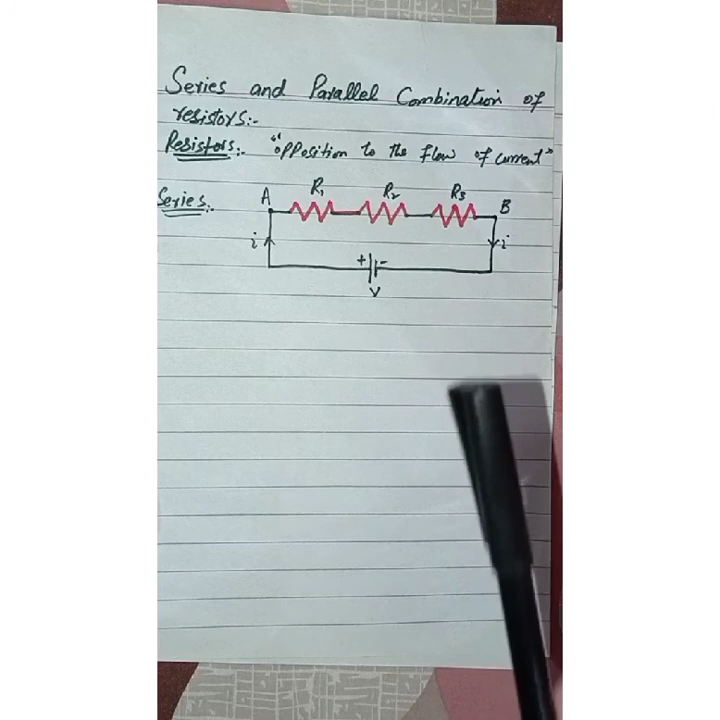 Series and Parallel Combination of
resistors:-
Resistors:- "opposition to the flow of current"
Series:- A R₁ R₂ R₃ B
i + - i
V